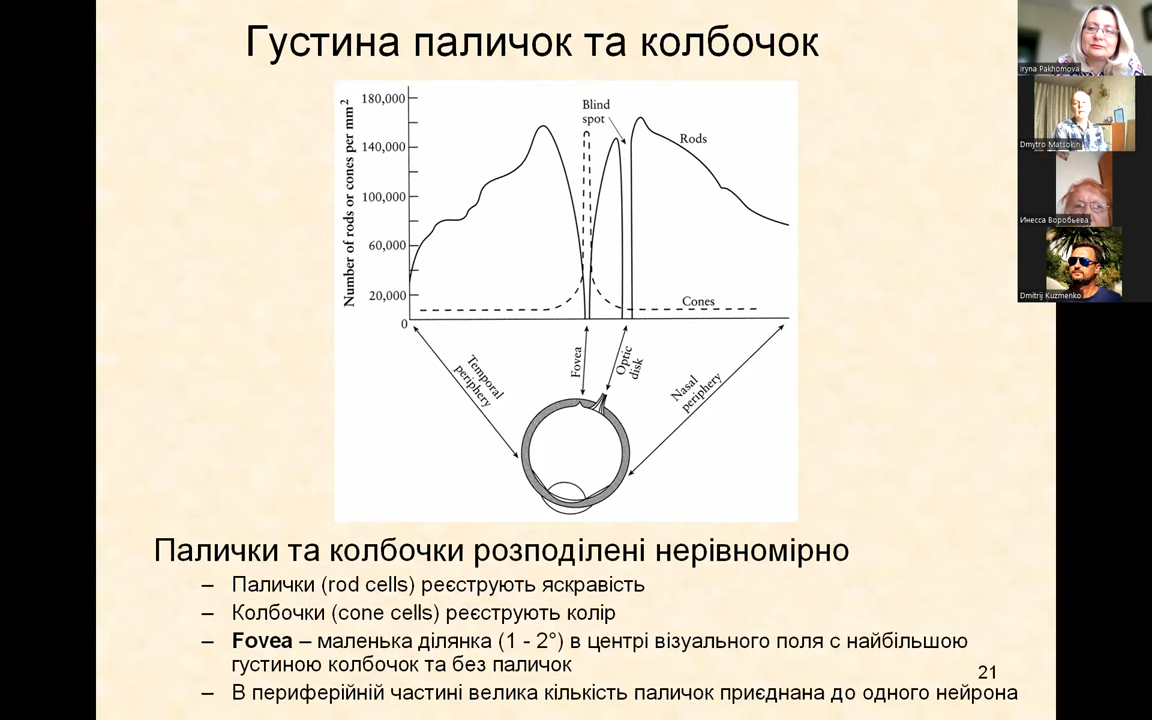 Густина паличок та колбочок
Number of rods or cones per mm²
180,000
140,000
100,000
60,000
20,000
0
Blind
spot
Rods
Cones
Temporal
periphery
Fovea
Optic
disk
Nasal
periphery
Палички та колбочки розподілені нерівномірно
– Палички (rod cells) реєструють яскравість
– Колбочки (cone cells) реєструють колір
– Fovea – маленька ділянка (1 - 2°) в центрі візуального поля с найбільшою
густиною колбочок та без паличок
– В периферійній частині велика кількість паличок приєднана до одного нейрона
21
Iryna Pakhomova
Dmytro Matsokin
Инесса Воробьева
Dmitrij Kuzmenko